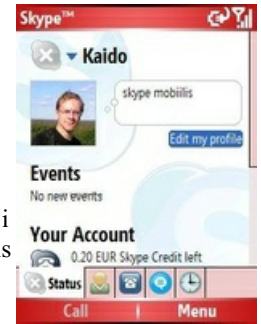 Skype™
Kaido
skype mobiilis
Edit my profile
Events
No new events
i
Your Account
s
0.20 EUR Skype Credit left
Status
Call
Menu